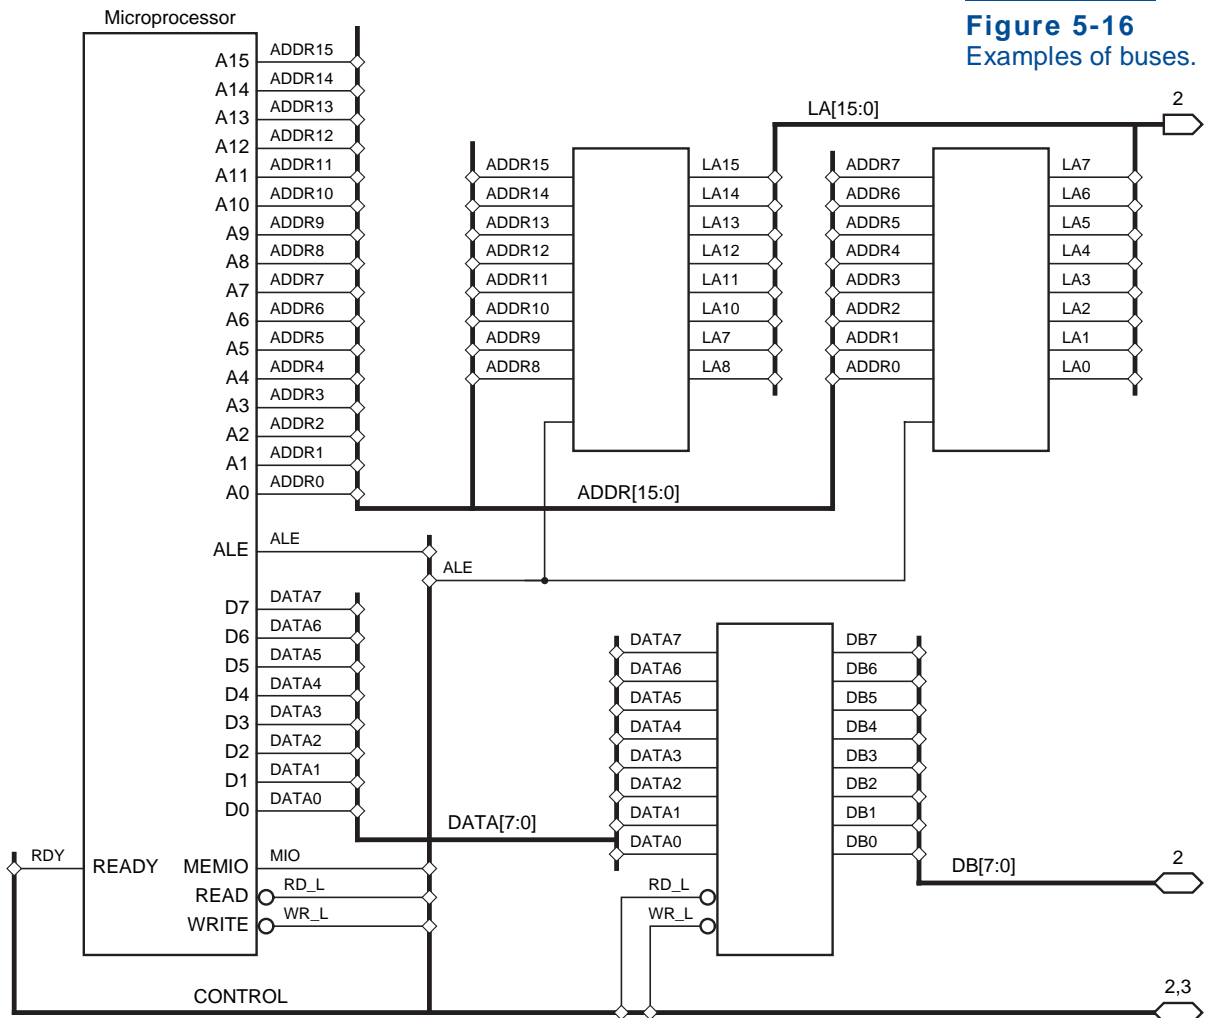 Microprocessor
Figure 5-16
Examples of buses.
A15 ADDR15
A14 ADDR14
A13 ADDR13
A12 ADDR12
A11 ADDR11
A10 ADDR10
A9 ADDR9
A8 ADDR8
A7 ADDR7
A6 ADDR6
A5 ADDR5
A4 ADDR4
A3 ADDR3
A2 ADDR2
A1 ADDR1
A0 ADDR0
LA[15:0]
2
ADDR15 LA15
ADDR14 LA14
ADDR13 LA13
ADDR12 LA12
ADDR11 LA11
ADDR10 LA10
ADDR9 LA7
ADDR8 LA8
ADDR7 LA7
ADDR6 LA6
ADDR5 LA5
ADDR4 LA4
ADDR3 LA3
ADDR2 LA2
ADDR1 LA1
ADDR0 LA0
ADDR[15:0]
ALE ALE
ALE
D7 DATA7
D6 DATA6
D5 DATA5
D4 DATA4
D3 DATA3
D2 DATA2
D1 DATA1
D0 DATA0
DATA[7:0]
DATA7 DB7
DATA6 DB6
DATA5 DB5
DATA4 DB4
DATA3 DB3
DATA2 DB2
DATA1 DB1
DATA0 DB0
DB[7:0]
2
RDY READY MEMIO MIO
READ RD_L
WRITE WR_L
RD_L
WR_L
CONTROL
2,3